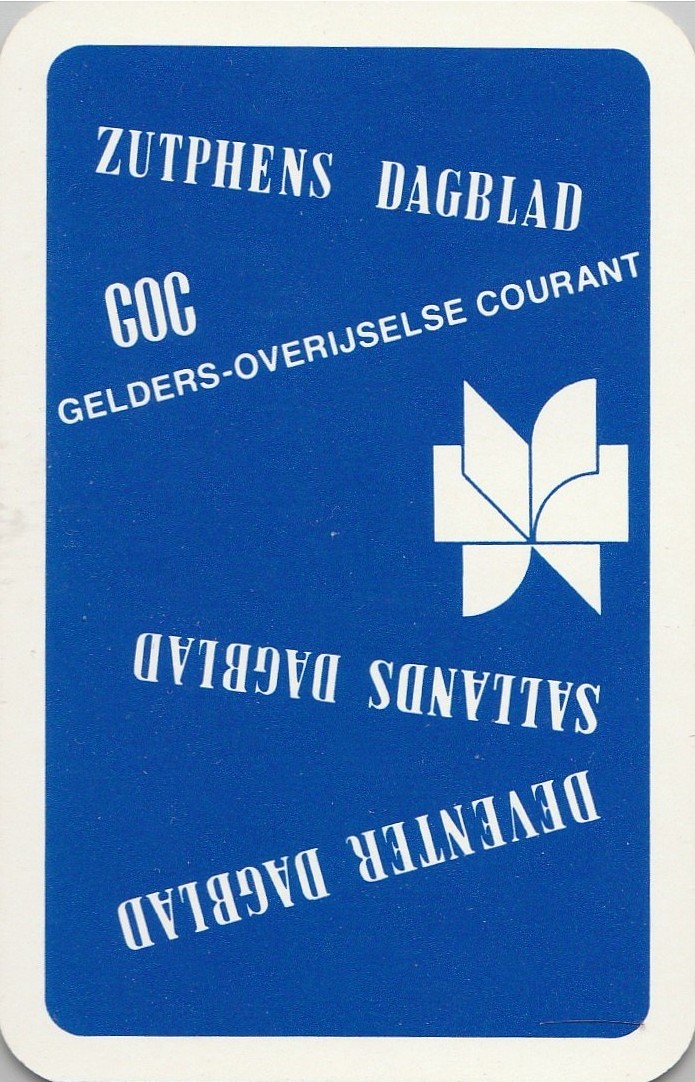 ZUTPHENS DAGBLAD
GOC
GELDERS-OVERIJSELSE COURANT
SALLANDS DAGBLAD
DEVENTER DAGBLAD